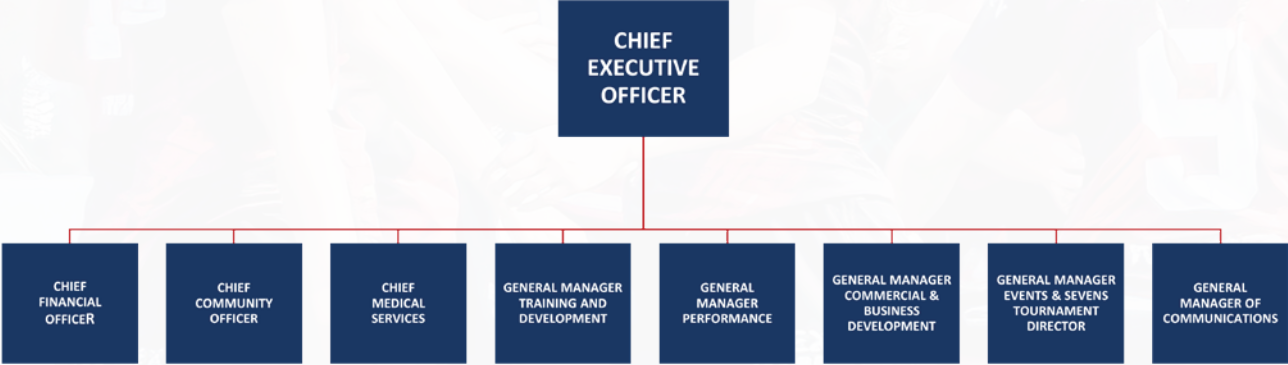 CHIEF
EXECUTIVE
OFFICER
CHIEF
FINANCIAL
OFFICER
CHIEF
COMMUNITY
OFFICER
CHIEF
MEDICAL
SERVICES
GENERAL MANAGER
TRAINING AND
DEVELOPMENT
GENERAL
MANAGER
PERFORMANCE
GENERAL MANAGER
COMMERCIAL &
BUSINESS
DEVELOPMENT
GENERAL MANAGER
EVENTS & SEVENS
TOURNAMENT
DIRECTOR
GENERAL
MANAGER OF
COMMUNICATIONS